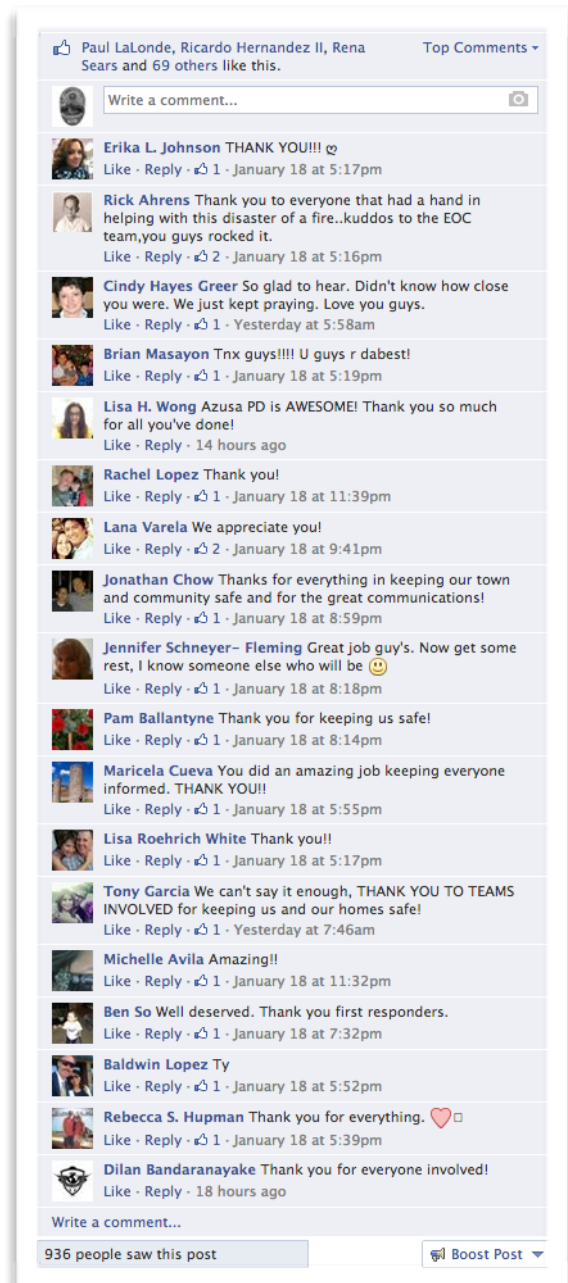 Paul LaLonde, Ricardo Hernandez II, Rena
Sears and 69 others like this.
Top Comments
Write a comment...
Erika L. Johnson THANK YOU!!! ღ
Like · Reply · 1 · January 18 at 5:17pm
Rick Ahrens Thank you to everyone that had a hand in
helping with this disaster of a fire..kuddos to the EOC
team,you guys rocked it.
Like · Reply · 2 · January 18 at 5:16pm
Cindy Hayes Greer So glad to hear. Didn't know how close
you were. We just kept praying. Love you guys.
Like · Reply · 1 · Yesterday at 5:58am
Brian Masayon Tnx guys!!!! U guys r dabest!
Like · Reply · 1 · January 18 at 5:19pm
Lisa H. Wong Azusa PD is AWESOME! Thank you so much
for all you've done!
Like · Reply · 14 hours ago
Rachel Lopez Thank you!
Like · Reply · 1 · January 18 at 11:39pm
Lana Varela We appreciate you!
Like · Reply · 2 · January 18 at 9:41pm
Jonathan Chow Thanks for everything in keeping our town
and community safe and for the great communications!
Like · Reply · 1 · January 18 at 8:59pm
Jennifer Schneyer- Fleming Great job guy's. Now get some
rest, I know someone else who will be 🙂
Like · Reply · 1 · January 18 at 8:18pm
Pam Ballantyne Thank you for keeping us safe!
Like · Reply · 1 · January 18 at 8:14pm
Maricela Cueva You did an amazing job keeping everyone
informed. THANK YOU!!
Like · Reply · 1 · January 18 at 5:55pm
Lisa Roehrich White Thank you!!
Like · Reply · 1 · January 18 at 5:17pm
Tony Garcia We can't say it enough, THANK YOU TO TEAMS
INVOLVED for keeping us and our homes safe!
Like · Reply · 1 · Yesterday at 7:46am
Michelle Avila Amazing!!
Like · Reply · 1 · January 18 at 11:32pm
Ben So Well deserved. Thank you first responders.
Like · Reply · 1 · January 18 at 7:32pm
Baldwin Lopez Ty
Like · Reply · 1 · January 18 at 5:52pm
Rebecca S. Hupman Thank you for everything. ❤□
Like · Reply · 1 · January 18 at 5:39pm
Dilan Bandaranayake Thank you for everyone involved!
Like · Reply · 18 hours ago
Write a comment...
936 people saw this post
Boost Post